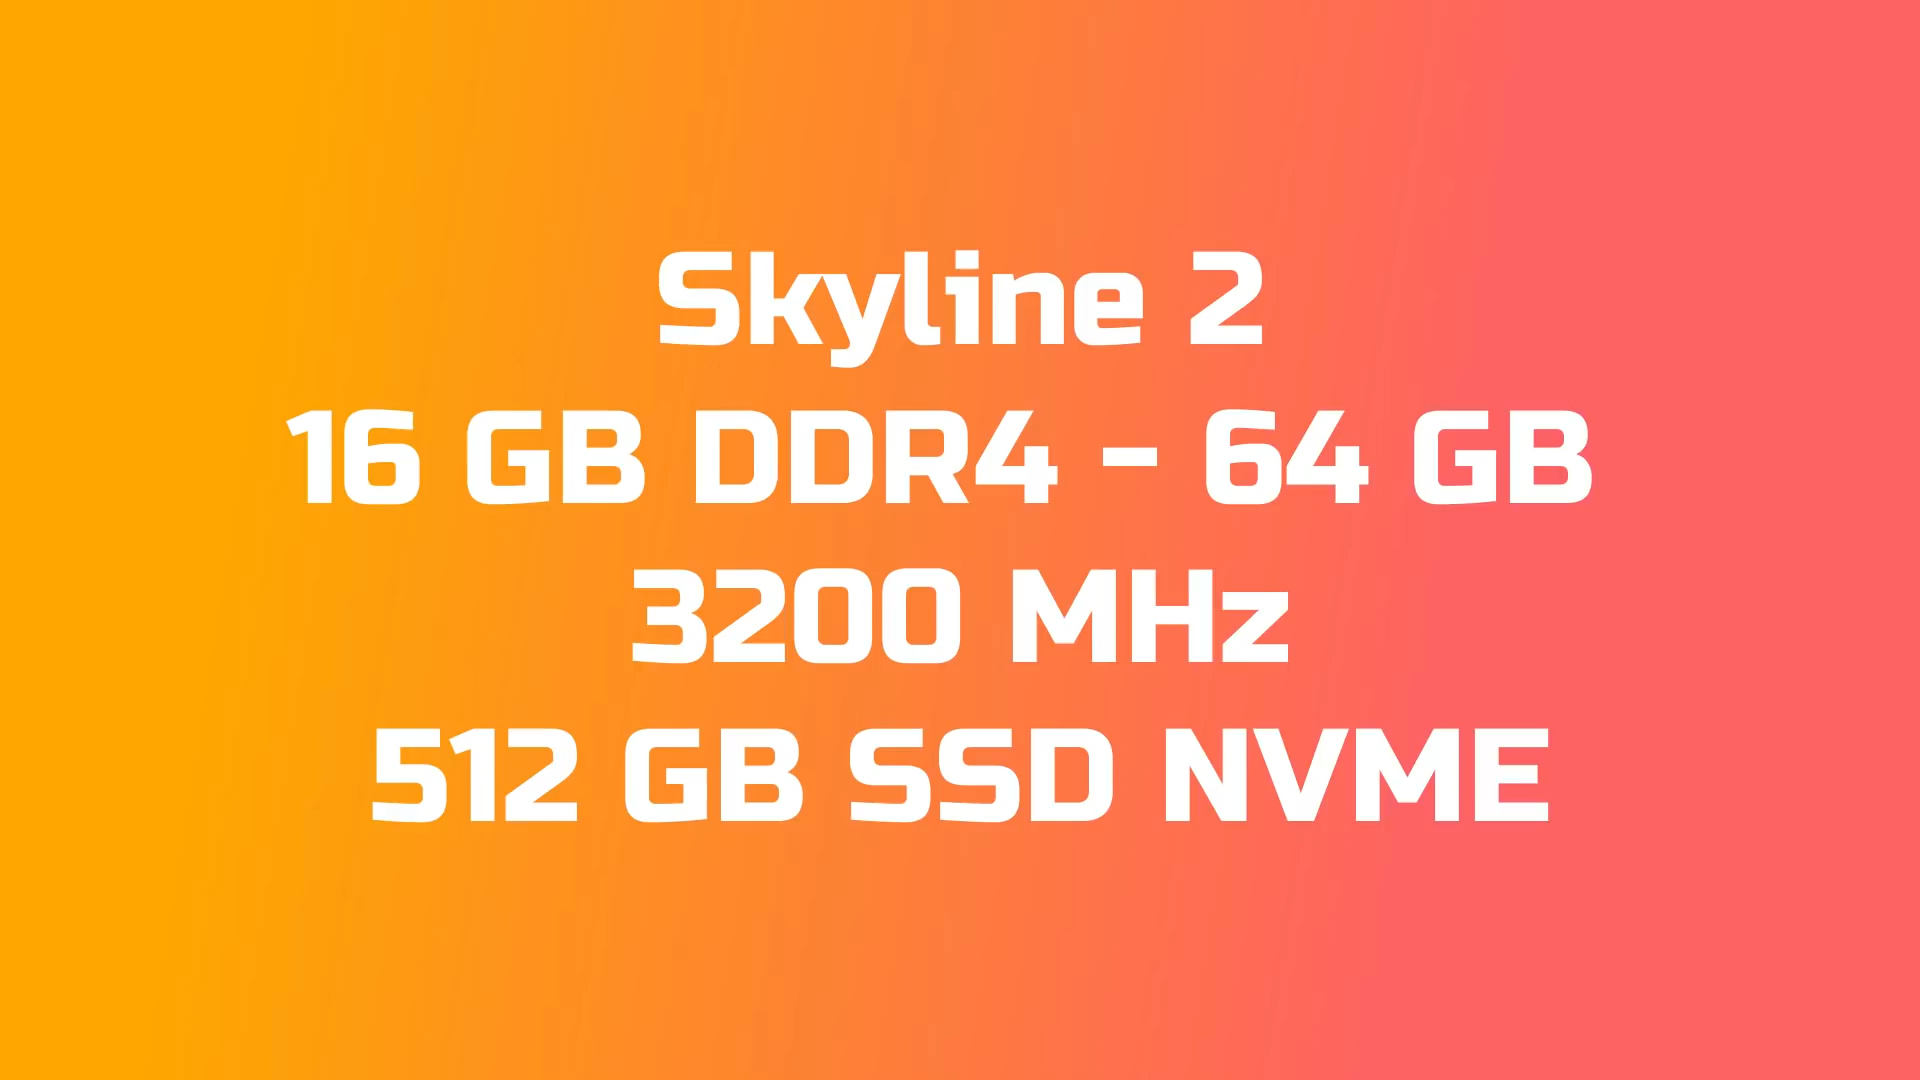 Skyline 2
16 GB DDR4 - 64 GB
3200 MHz
512 GB SSD NVME